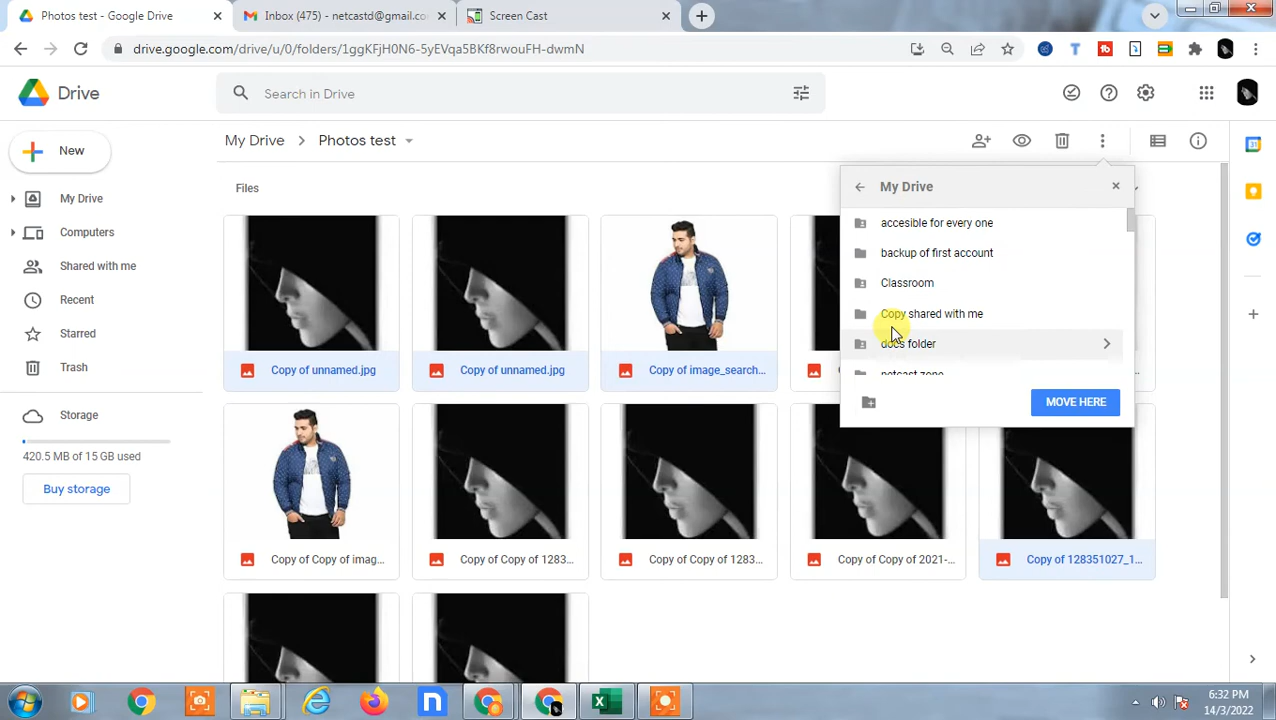 Photos test - Google Drive
Inbox (475) - netcastd@gmail.co
Screen Cast
drive.google.com/drive/u/0/folders/1ggKFjH0N6-5yEVqa5BKf8rwouFH-dwmN
Drive
Search in Drive
New
My Drive
Computers
Shared with me
Recent
Starred
Trash
Storage
420.5 MB of 15 GB used
Buy storage
My Drive > Photos test
Files
Copy of unnamed.jpg
Copy of unnamed.jpg
Copy of image_search...
Copy of Copy of imag...
Copy of Copy of 1283...
Copy of Copy of 1283...
Copy of Copy of 2021-...
Copy of 128351027_1...
My Drive
accesible for every one
backup of first account
Classroom
Copy shared with me
docs folder
netcast zone
MOVE HERE
6:32 PM
14/3/2022